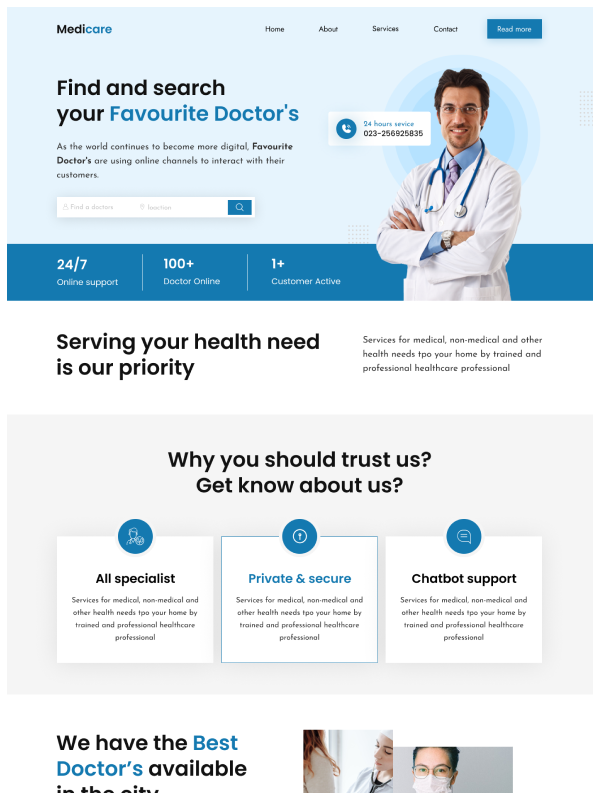 Medicare
Home About Services Contact Read more
Find and search
your Favourite Doctor's
24 hours sevice
023-256925835
As the world continues to become more digital, Favourite
Doctor's are using online channels to interact with their
customers.
Find a doctors
24/7 100+ 1+
Online support Doctor Online Customer Active
Serving your health need
is our priority
Services for medical, non-medical and other
health needs tpo your home by trained and
professional healthcare professional
Why you should trust us?
Get know about us?
All specialist
Services for medical, non-medical and
other health needs tpo your home by
trained and professional healthcare
professional
Private & secure
Services for medical, non-medical and
other health needs tpo your home by
trained and professional healthcare
professional
Chatbot support
Services for medical, non-medical and
other health needs tpo your home by
trained and professional healthcare
professional
We have the Best
Doctor's available
in the city